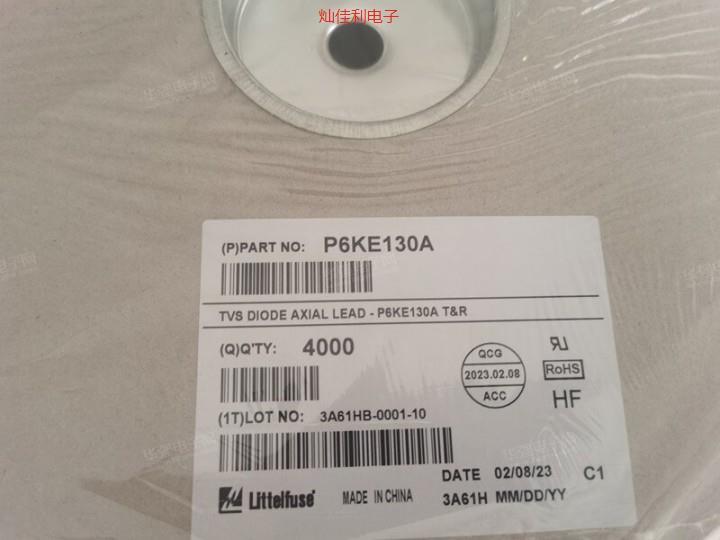 灿佳利电子
(P)PART NO: P6KE130A
TVS DIODE AXIAL LEAD - P6KE130A T&R
(Q)Q'TY: 4000
QCG
2023.02.08
ACC
RoHS
HF
(1T)LOT NO: 3A61HB-0001-10
DATE 02/08/23 C1
Littelfuse MADE IN CHINA 3A61H MM/DD/YY